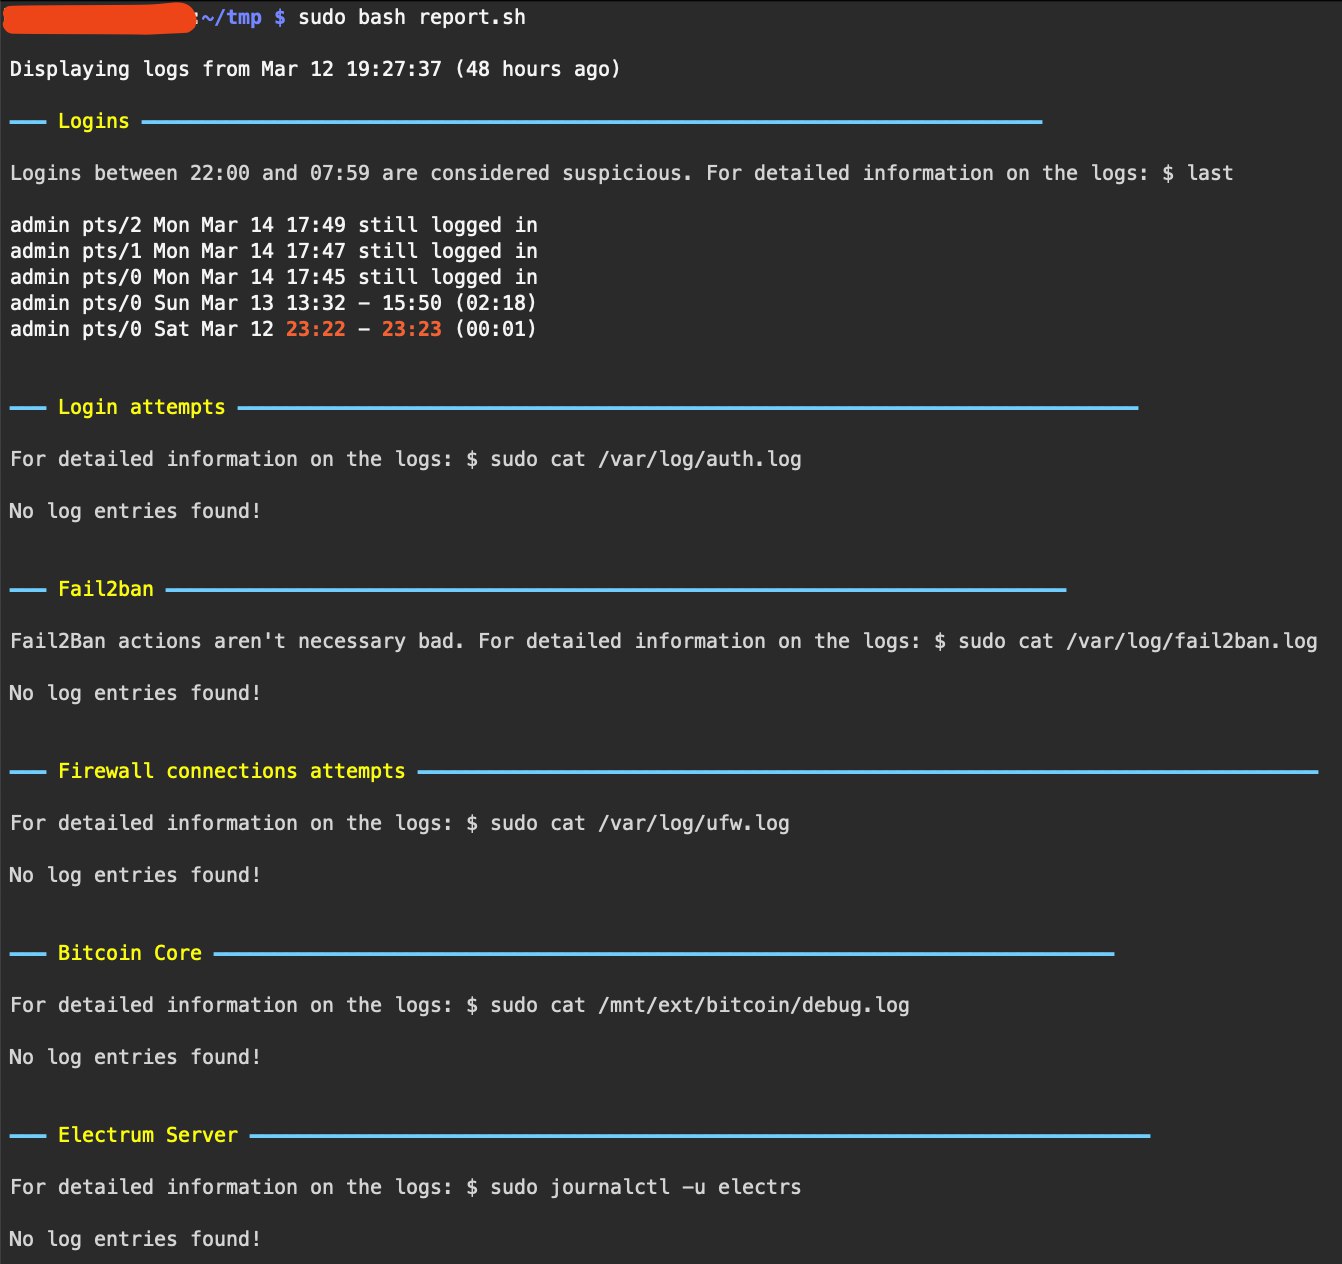 :~/tmp $ sudo bash report.sh
Displaying logs from Mar 12 19:27:37 (48 hours ago)
Logins
Logins between 22:00 and 07:59 are considered suspicious. For detailed information on the logs: $ last
admin pts/2 Mon Mar 14 17:49 still logged in
admin pts/1 Mon Mar 14 17:47 still logged in
admin pts/0 Mon Mar 14 17:45 still logged in
admin pts/0 Sun Mar 13 13:32 - 15:50 (02:18)
admin pts/0 Sat Mar 12 23:22 - 23:23 (00:01)
Login attempts
For detailed information on the logs: $ sudo cat /var/log/auth.log
No log entries found!
Fail2ban
Fail2Ban actions aren't necessary bad. For detailed information on the logs: $ sudo cat /var/log/fail2ban.log
No log entries found!
Firewall connections attempts
For detailed information on the logs: $ sudo cat /var/log/ufw.log
No log entries found!
Bitcoin Core
For detailed information on the logs: $ sudo cat /mnt/ext/bitcoin/debug.log
No log entries found!
Electrum Server
For detailed information on the logs: $ sudo journalctl -u electrs
No log entries found!